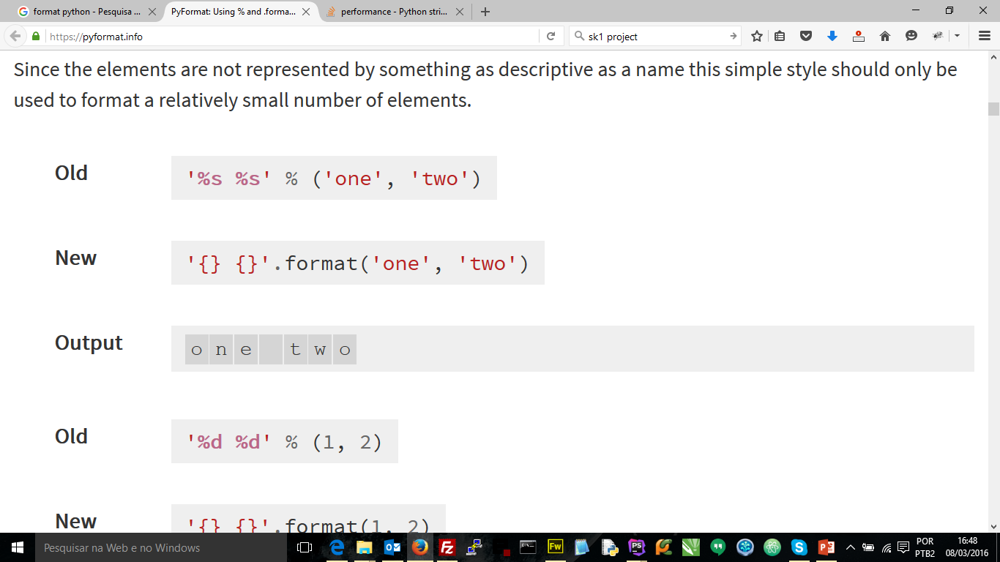 format python - Pesquisa ...
PyFormat: Using % and .forma...
performance - Python stri...
https://pyformat.info
sk1 project
Since the elements are not represented by something as descriptive as a name this simple style should only be
used to format a relatively small number of elements.
Old
'%s %s' % ('one', 'two')
New
'{} {}'.format('one', 'two')
Output
one two
Old
'%d %d' % (1, 2)
New
'{} {}'.format(1, 2)
Pesquisar na Web e no Windows
POR
PTB2
16:48
08/03/2016